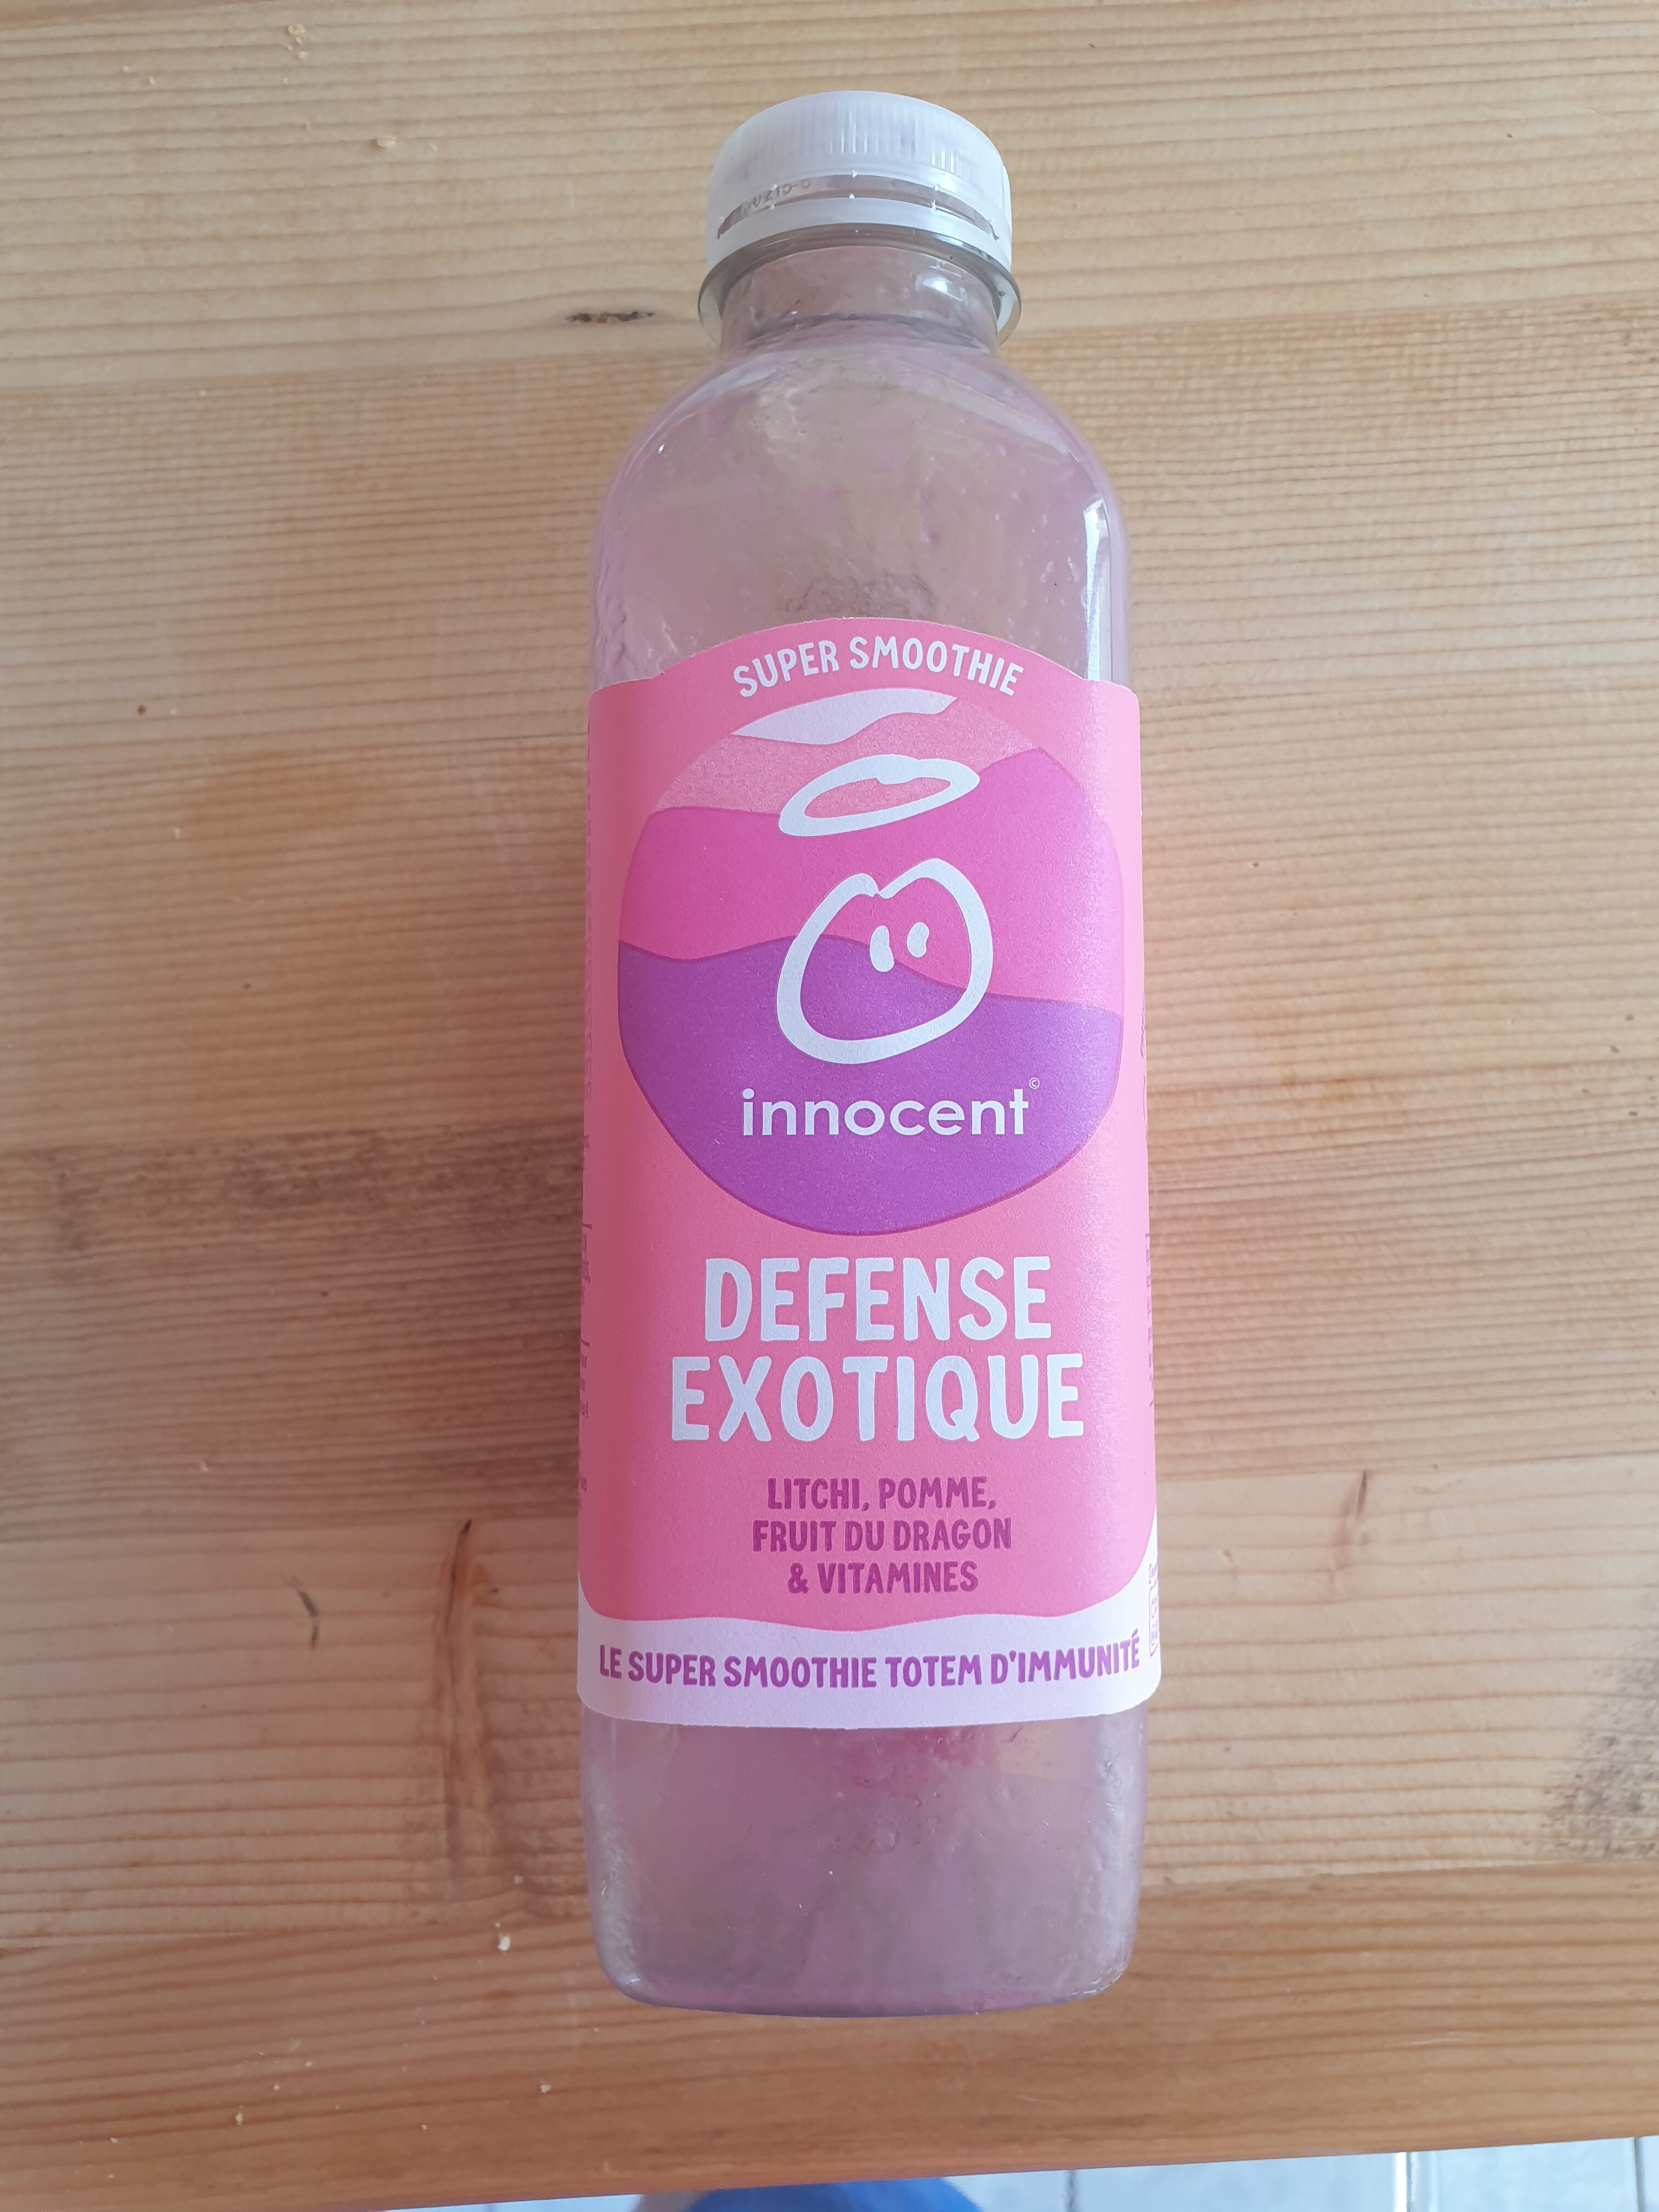 SUPER SMOOTHIE
innocent©
DEFENSE
EXOTIQUE
LITCHI, POMME,
FRUIT DU DRAGON
& VITAMINES
LE SUPER SMOOTHIE TOTEM D'IMMUNITÉ